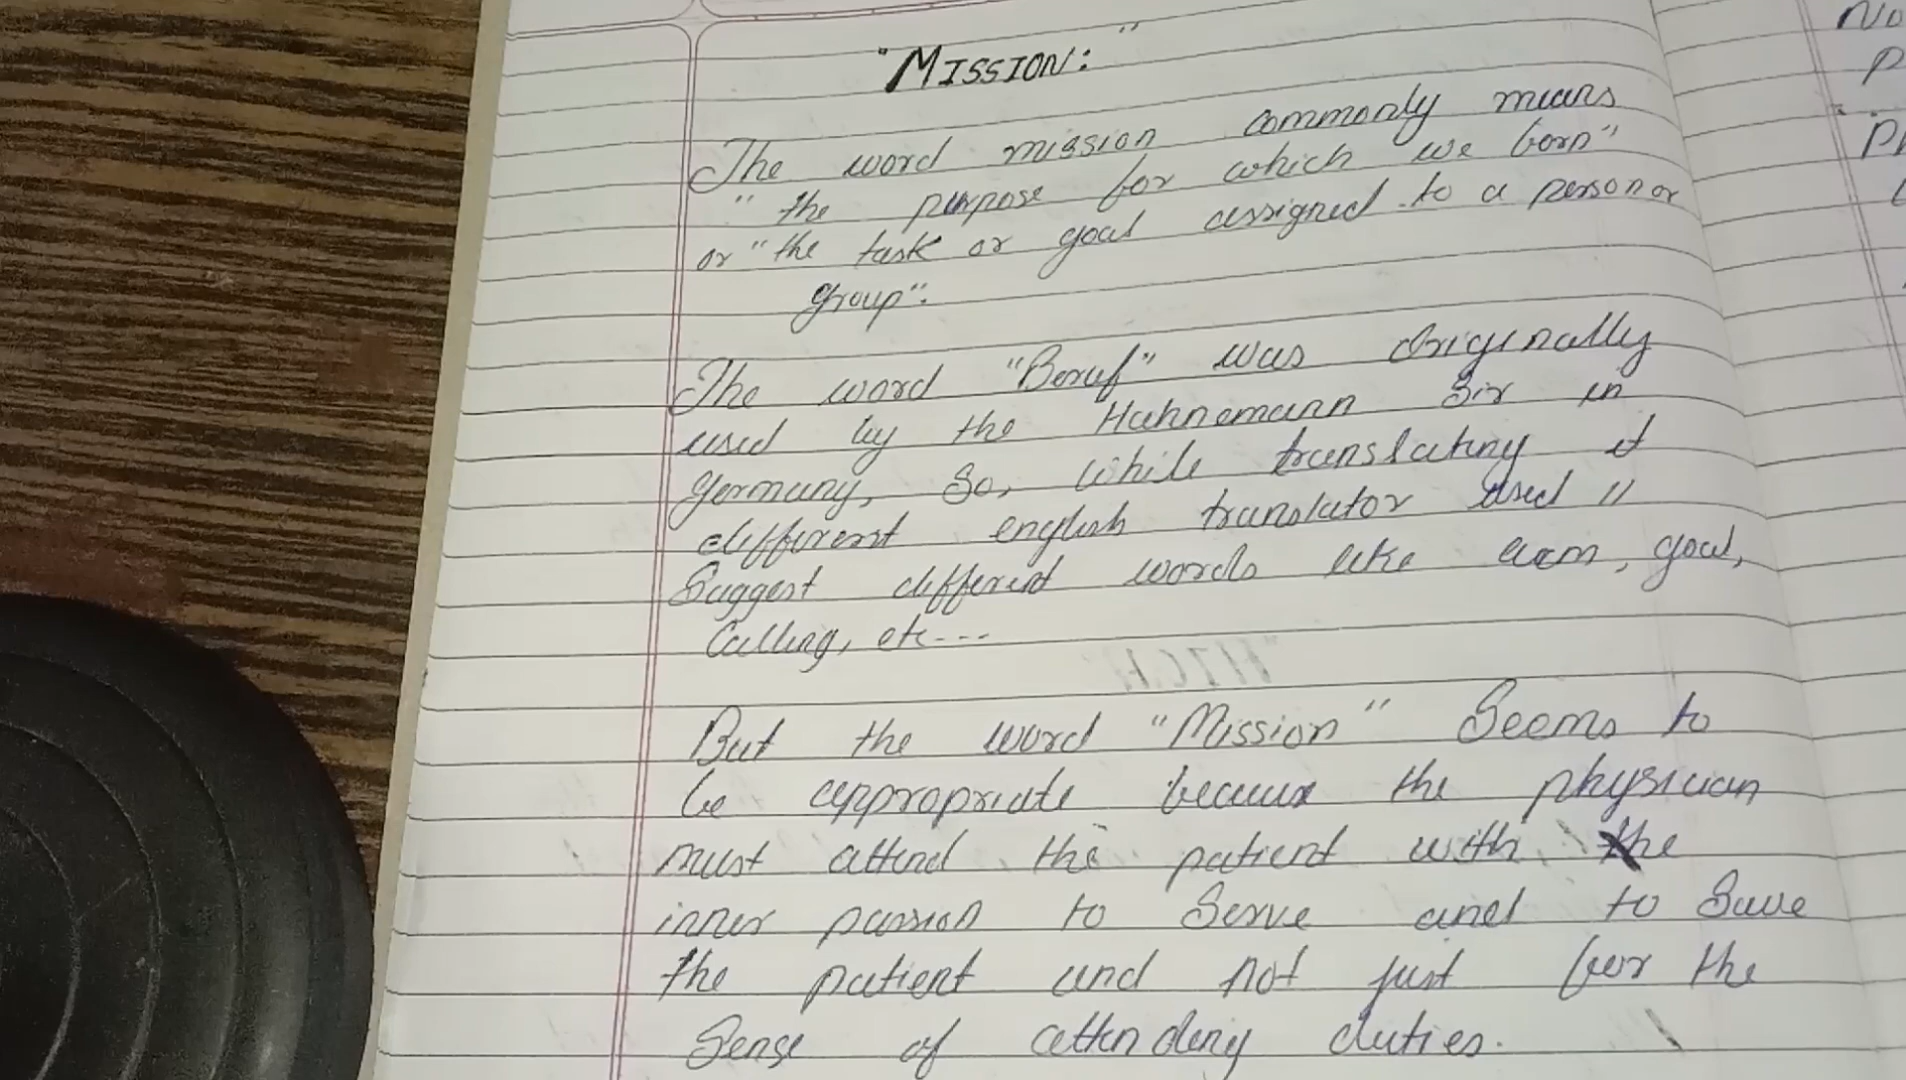 "MISSION:"
The word mission commonly means
" the purpose for which we born"
or "the task or goal assigned to a person or
group".
The word "Beruf" was originally
used by the Hahnemann Sir in
Germany, So, while translating it
different english translator used //
Suggest different words like aim, goal,
Calling, etc---
But the word "Mission" Seems to
be appropriate because the physician
must attend the patient with the
inner passion to Serve and to Save
the patient and not just for the
Sense of attending duties.
No